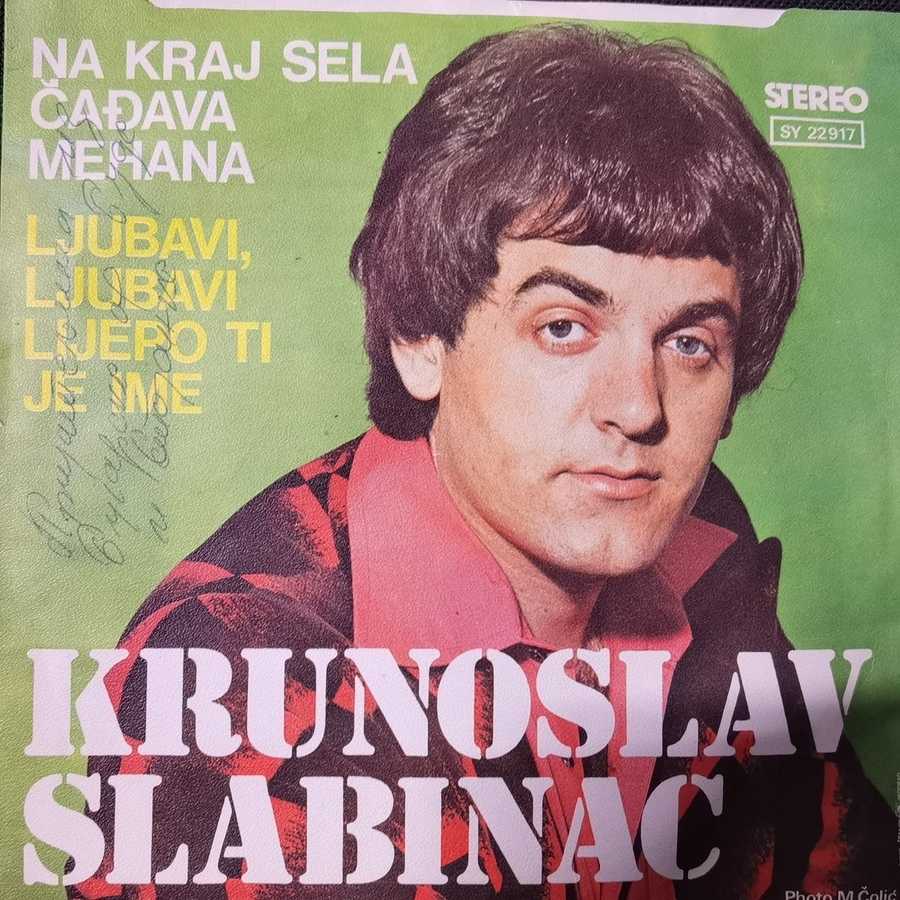 NA KRAJ SELA
ČAĐAVA
MEHANA
STEREO
SY 22917
LJUBAVI,
LJUBAVI
LIJEPO TI
JE IME
KRUNOSLAV
SLABINAC
Photo M.Čolić